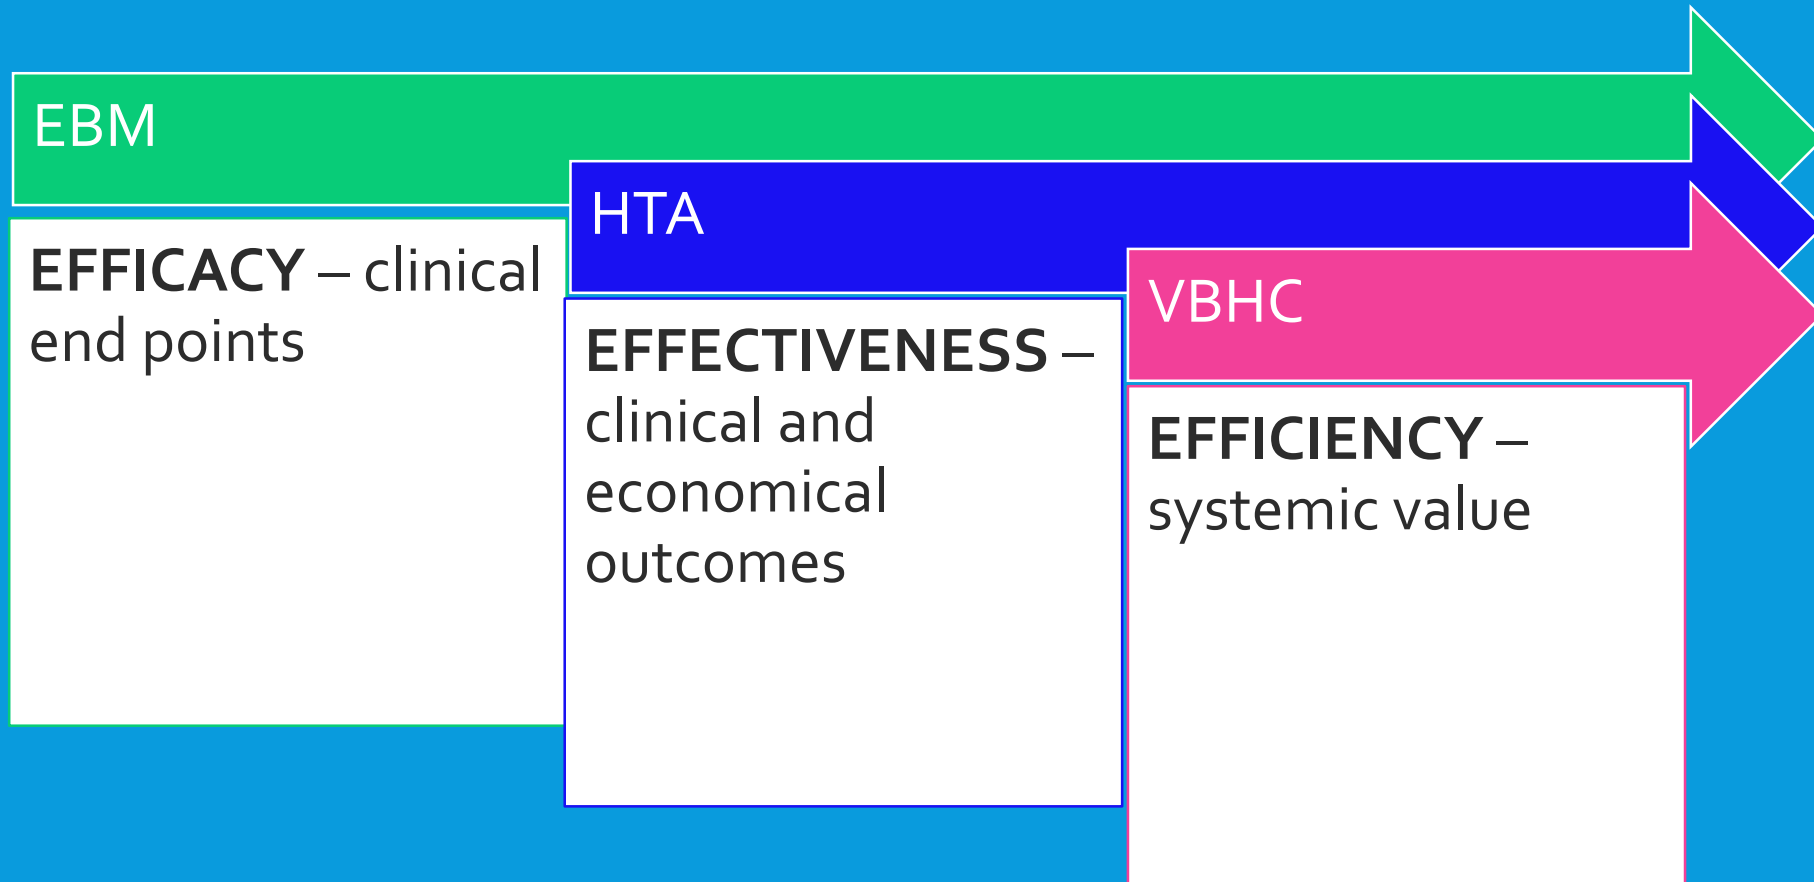 EBM
EFFICACY – clinical
end points
HTA
EFFECTIVENESS –
clinical and
economical
outcomes
VBHC
EFFICIENCY –
systemic value